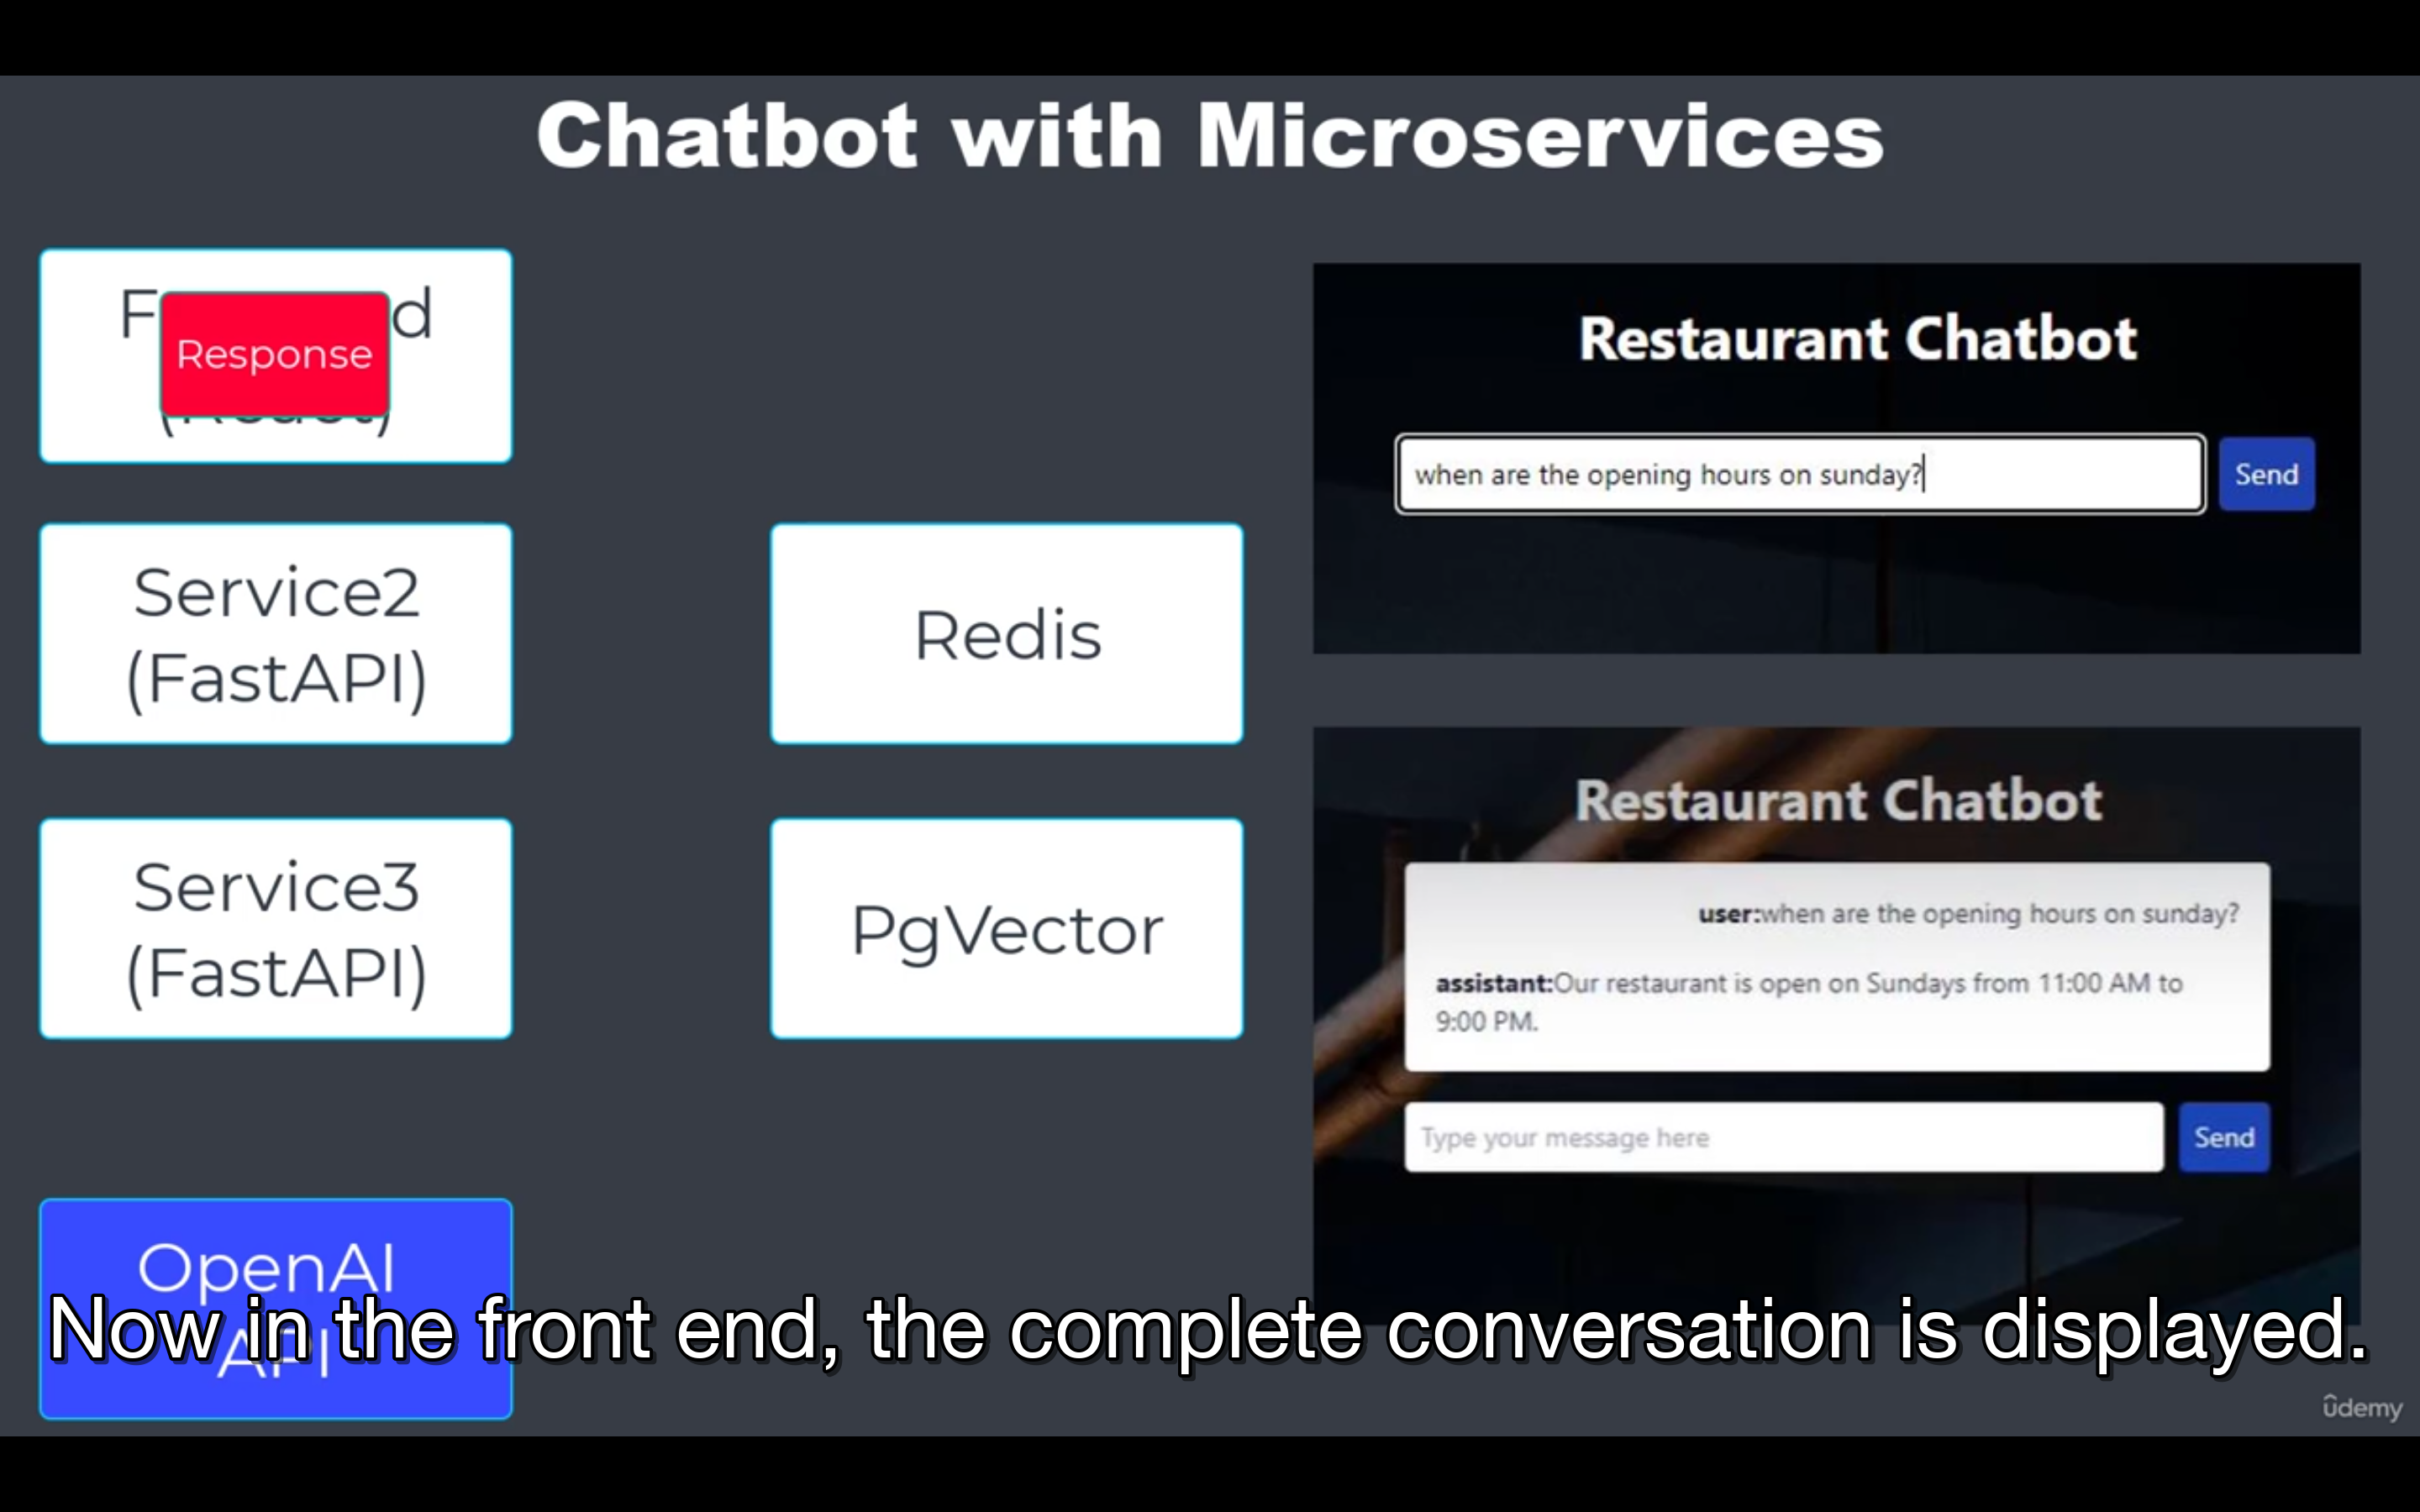 Chatbot with Microservices
Response
Service2
(FastAPI)
Service3
(FastAPI)
OpenAI
API
Redis
PgVector
Restaurant Chatbot
when are the opening hours on sunday?
Send
Restaurant Chatbot
user:when are the opening hours on sunday?
assistant:Our restaurant is open on Sundays from 11:00 AM to
9:00 PM.
Type your message here
Send
Now in the front end, the complete conversation is displayed.
ûdemy